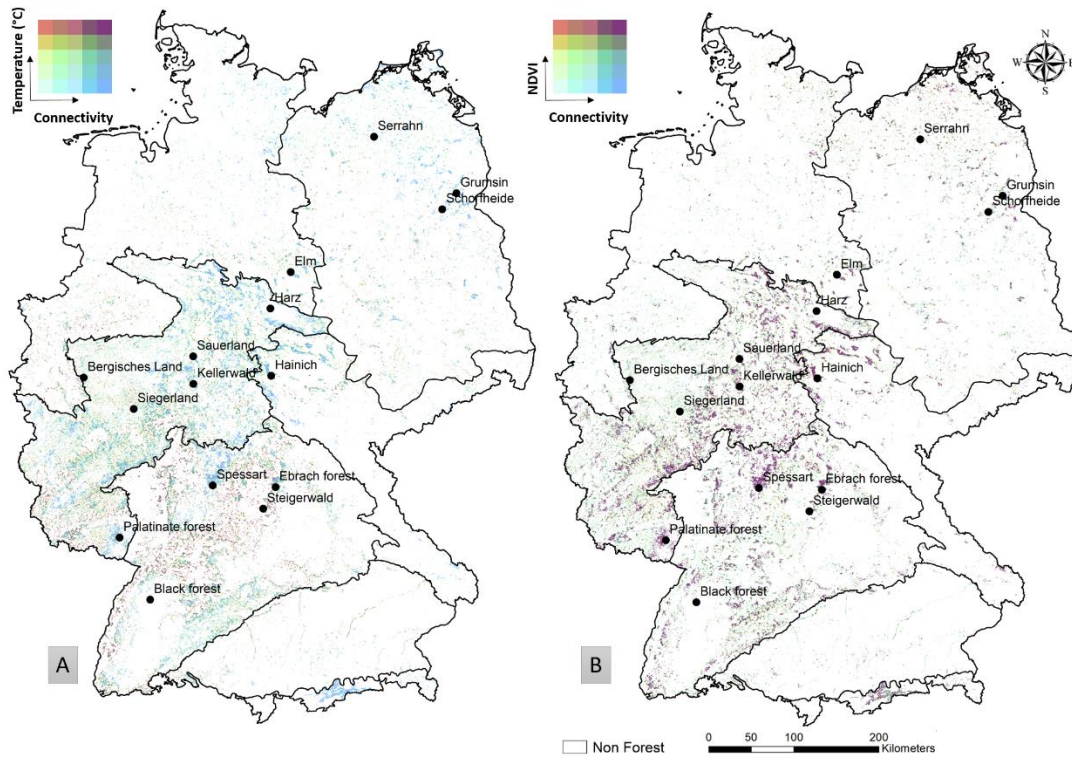 Temperature (°C)
Connectivity
Serrahn
Grumsin
Schorfheide
Elm
Harz
Sauerland
Bergisches Land
Kellerwald
Hainich
Siegerland
Spessart
Ebrach forest
Steigerwald
Palatinate forest
Black forest
A
NDVI
Connectivity
N
W
E
S
Serrahn
Grumsin
Schorfheide
Elm
Harz
Sauerland
Bergisches Land
Kellerwald
Hainich
Siegerland
Spessart
Ebrach forest
Steigerwald
Palatinate forest
Black forest
B
Non Forest
0 50 100 200
Kilometers